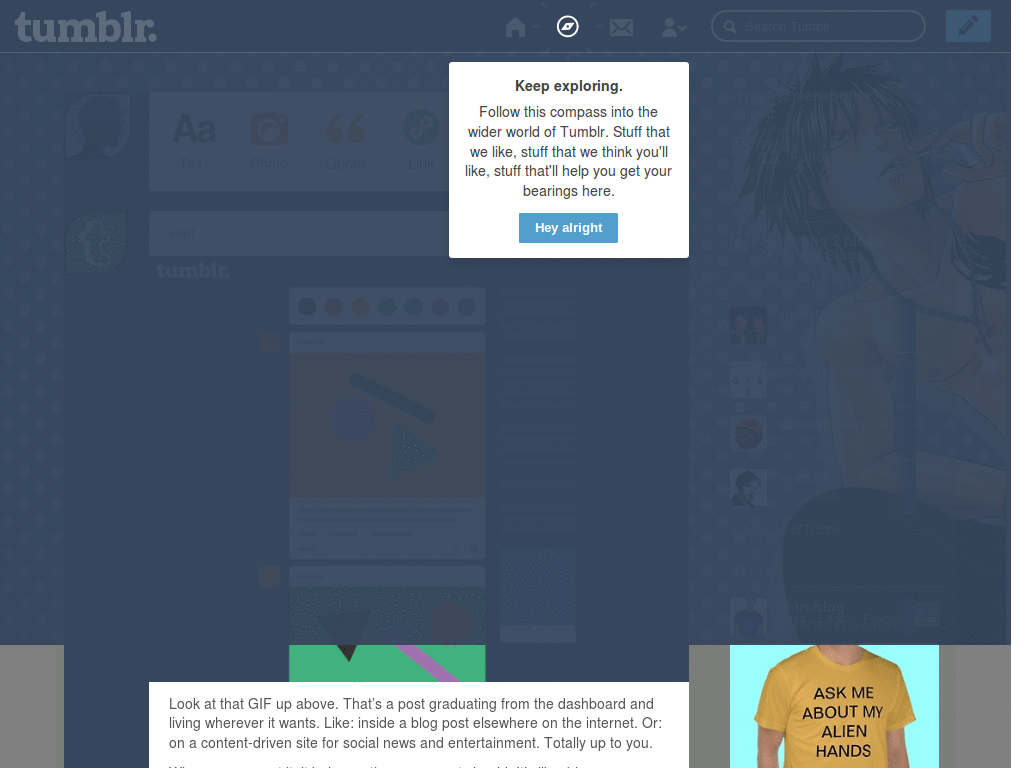 tumblr.
Search Tumblr
Keep exploring.
Follow this compass into the
wider world of Tumblr. Stuff that
we like, stuff that we think you'll
like, stuff that'll help you get your
bearings here.
Hey alright
Aa
Text
Photo
Quote
Link
staff
tumblr.
Look at that GIF up above. That's a post graduating from the dashboard and
living wherever it wants. Like: inside a blog post elsewhere on the internet. Or:
on a content-driven site for social news and entertainment. Totally up to you.
ASK ME
ABOUT MY
ALIEN
HANDS